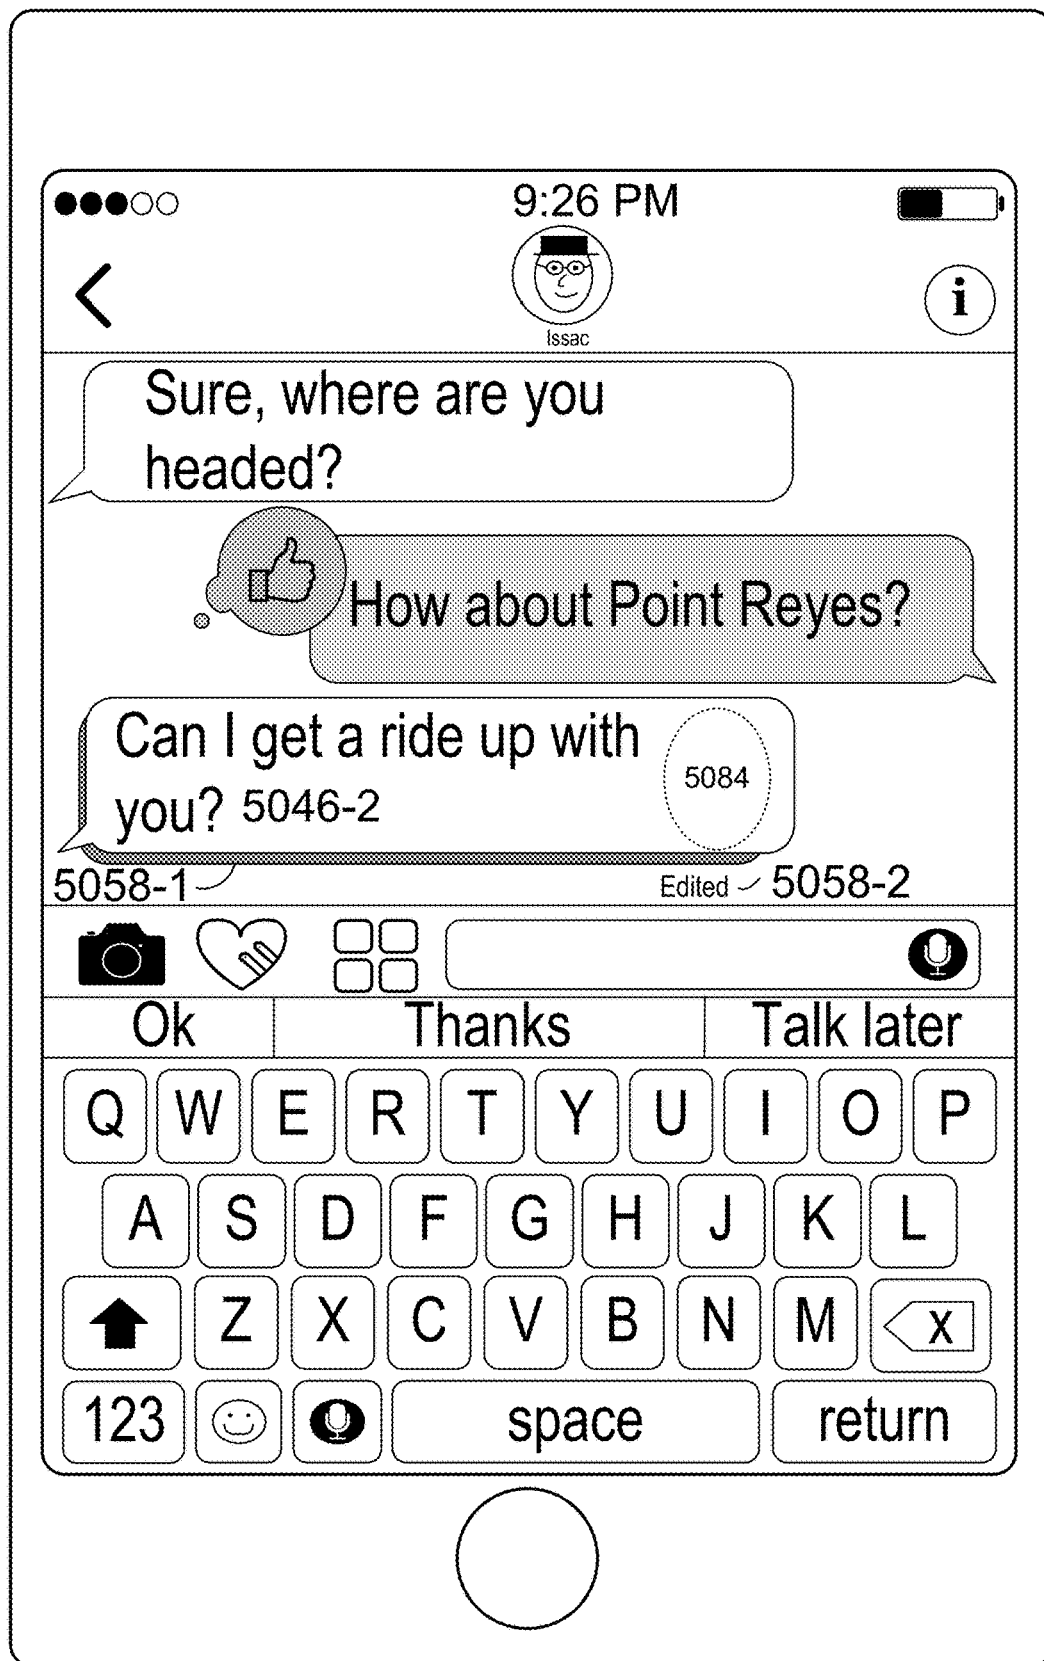 9:26 PM
i
Issac
Sure, where are you
headed?
How about Point Reyes?
Can I get a ride up with
you? 5046-2
5084
5058-1
Edited 5058-2
Ok Thanks Talk later
Q W E R T Y U I O P
A S D F G H J K L
Z X C V B N M X
123 space return